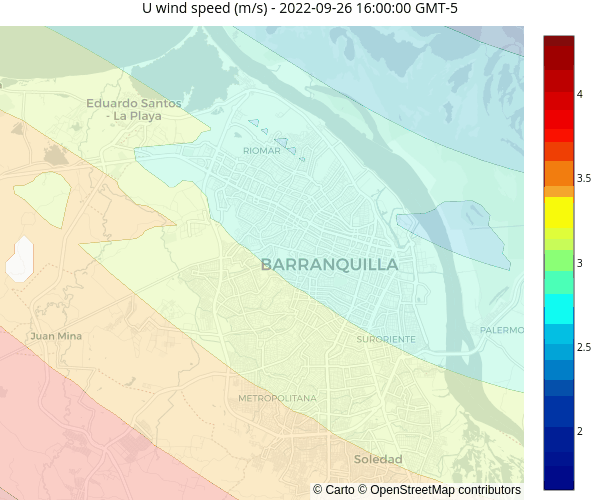 U wind speed (m/s) - 2022-09-26 16:00:00 GMT-5
Eduardo Santos
- La Playa
RIOMAR
BARRANQUILLA
Juan Mina
SURORIENTE
PALERMO
METROPOLITANA
Soledad
© Carto © OpenStreetMap contributors
4
3.5
3
2.5
2